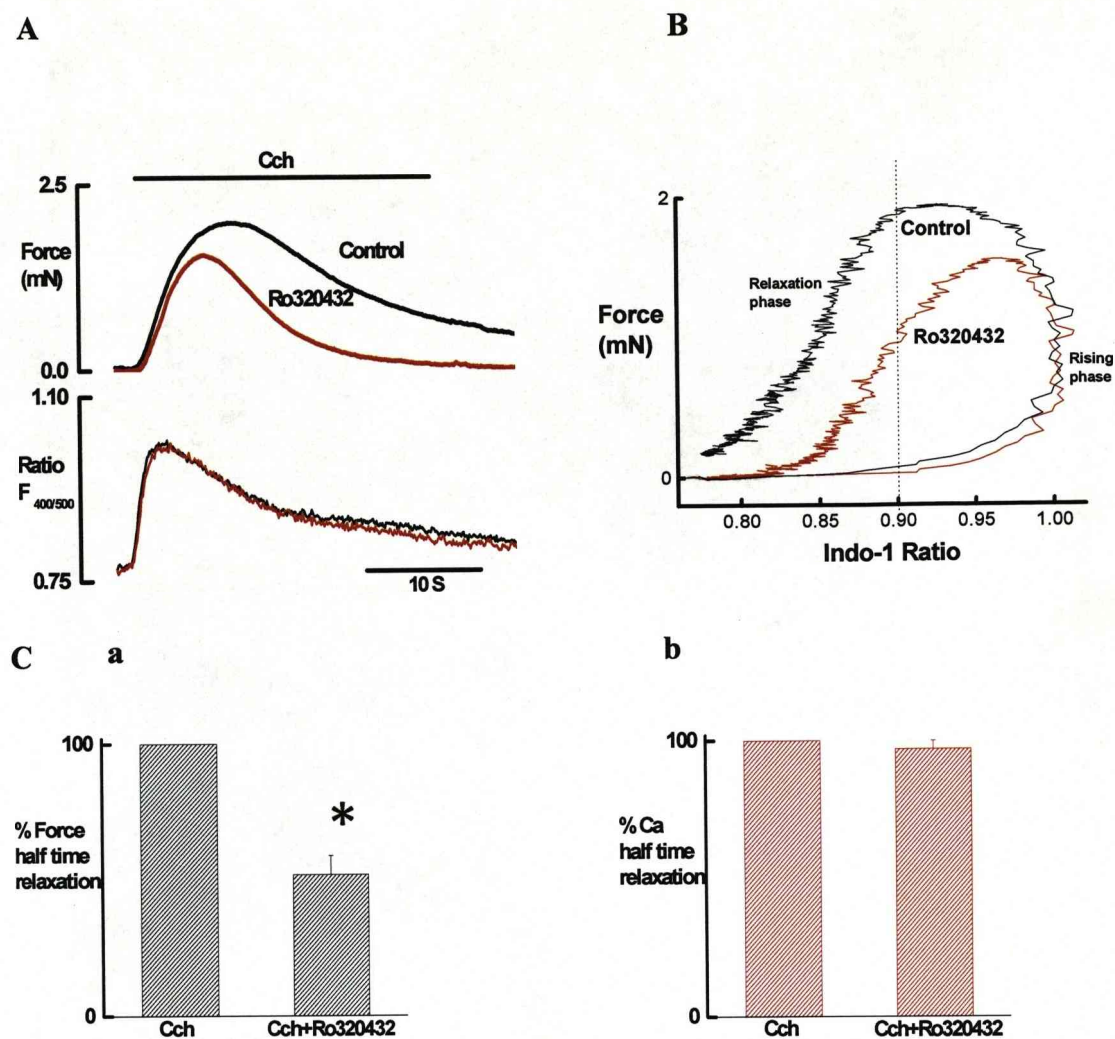 A
B
Cch
2.5
Force
(mN)
Control
Ro320432
0.0
1.10
Ratio
F 400/500
0.75
10 S
2
Control
Relaxation
phase
Force
(mN)
Ro320432
Rising
phase
0
0.80 0.85 0.90 0.95 1.00
Indo-1 Ratio
C a
b
100
% Force
half time
relaxation
*
0
Cch Cch+Ro320432
100
% Ca
half time
relaxation
0
Cch Cch+Ro320432